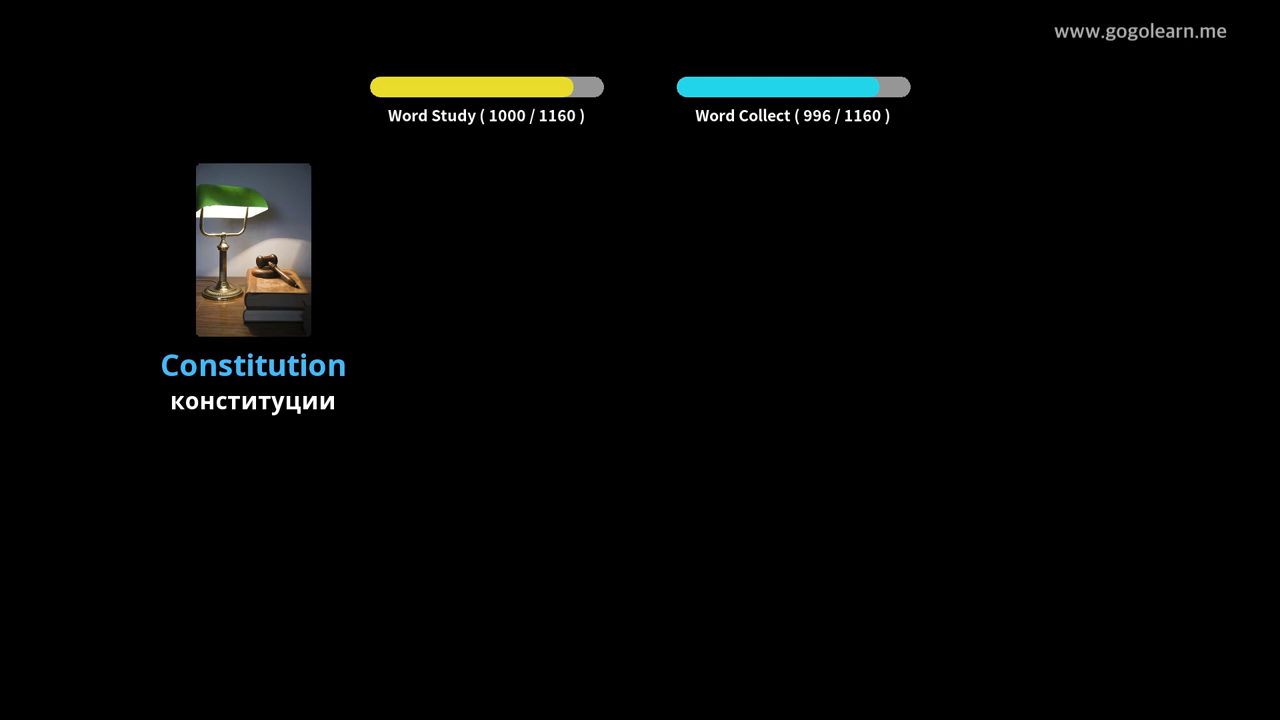 www.gogolearn.me
Word Study ( 1000 / 1160 )
Word Collect ( 996 / 1160 )
Constitution
конституции